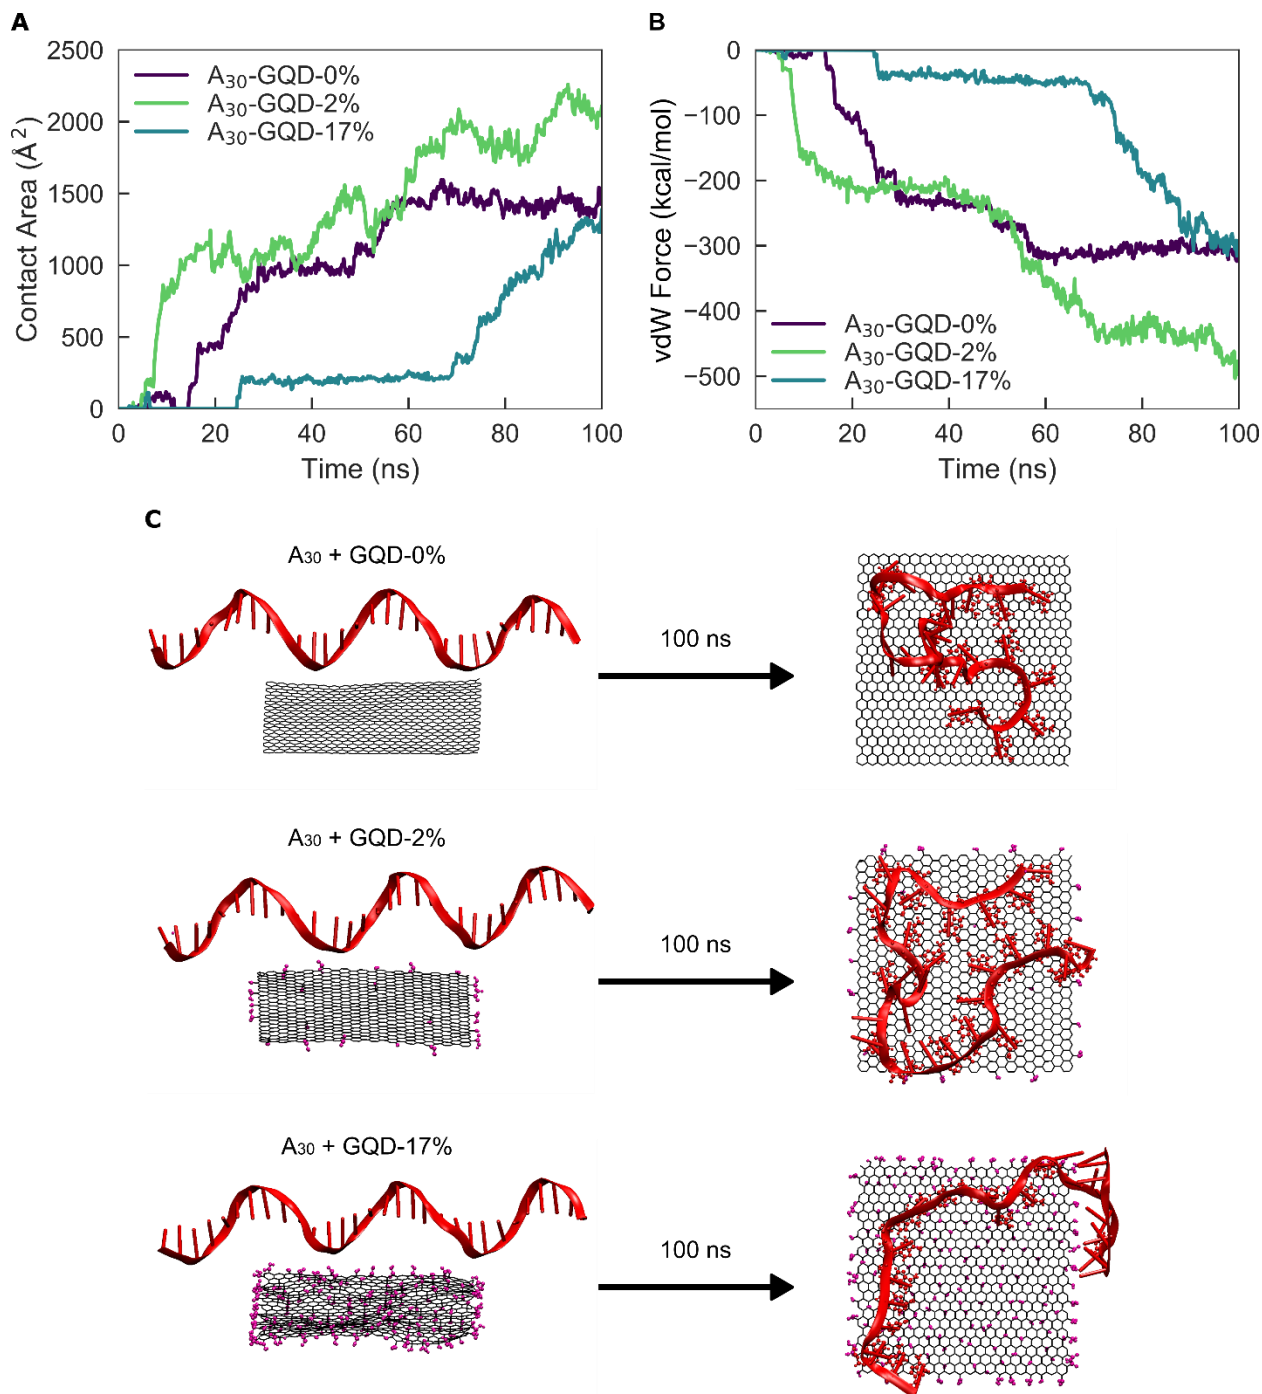 A
2500
2000
1500
1000
500
0
Contact Area (Å²)
A₃₀-GQD-0%
A₃₀-GQD-2%
A₃₀-GQD-17%
0 20 40 60 80 100
Time (ns)
B
0
−100
−200
−300
−400
−500
vdW Force (kcal/mol)
A₃₀-GQD-0%
A₃₀-GQD-2%
A₃₀-GQD-17%
0 20 40 60 80 100
Time (ns)
C
A₃₀ + GQD-0%
100 ns
A₃₀ + GQD-2%
100 ns
A₃₀ + GQD-17%
100 ns